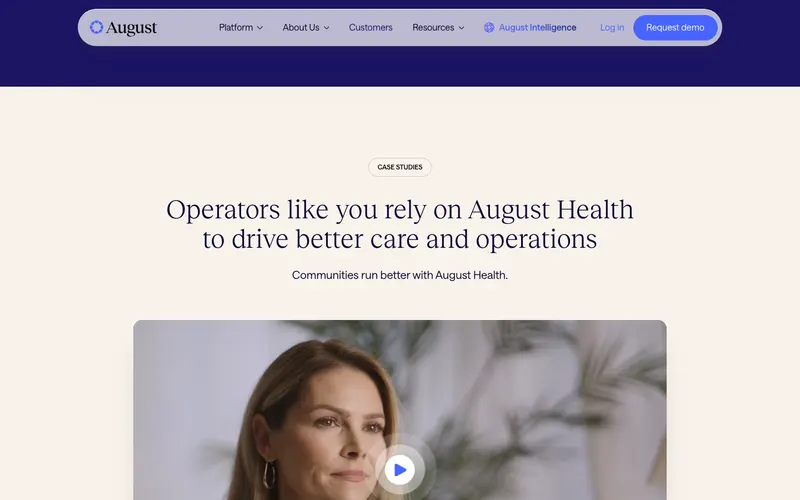 August
Platform
About Us
Customers
Resources
August Intelligence
Log in
Request demo
CASE STUDIES
Operators like you rely on August Health
to drive better care and operations
Communities run better with August Health.